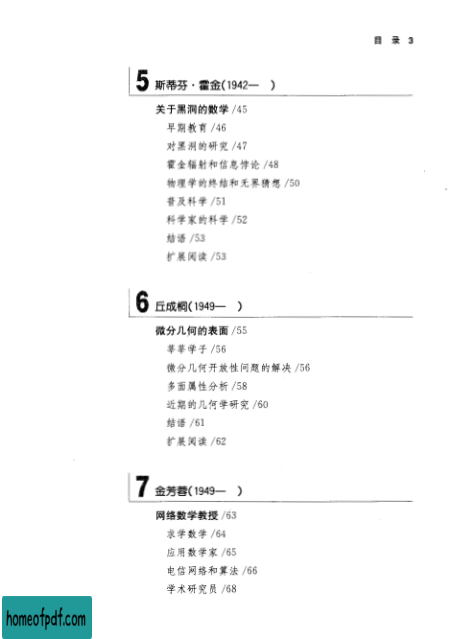 目 录 3
5 斯蒂芬·霍金(1942— )
关于黑洞的数学 /45
早期教育 /46
对黑洞的研究 /47
霍金辐射和信息悖论 /48
物理学的终结和无界猜想 /50
普及科学 /51
科学家的科学 /52
结语 /53
扩展阅读 /53
6 丘成桐(1949— )
微分几何的表面 /55
莘莘学子 /56
微分几何开放性问题的解决 /56
多面属性分析 /58
近期的几何学研究 /60
结语 /61
扩展阅读 /62
7 金芳蓉(1949— )
网络数学教授 /63
求学数学 /64
应用数学家 /65
电信网络和算法 /66
学术研究员 /68
homeofpdf.com